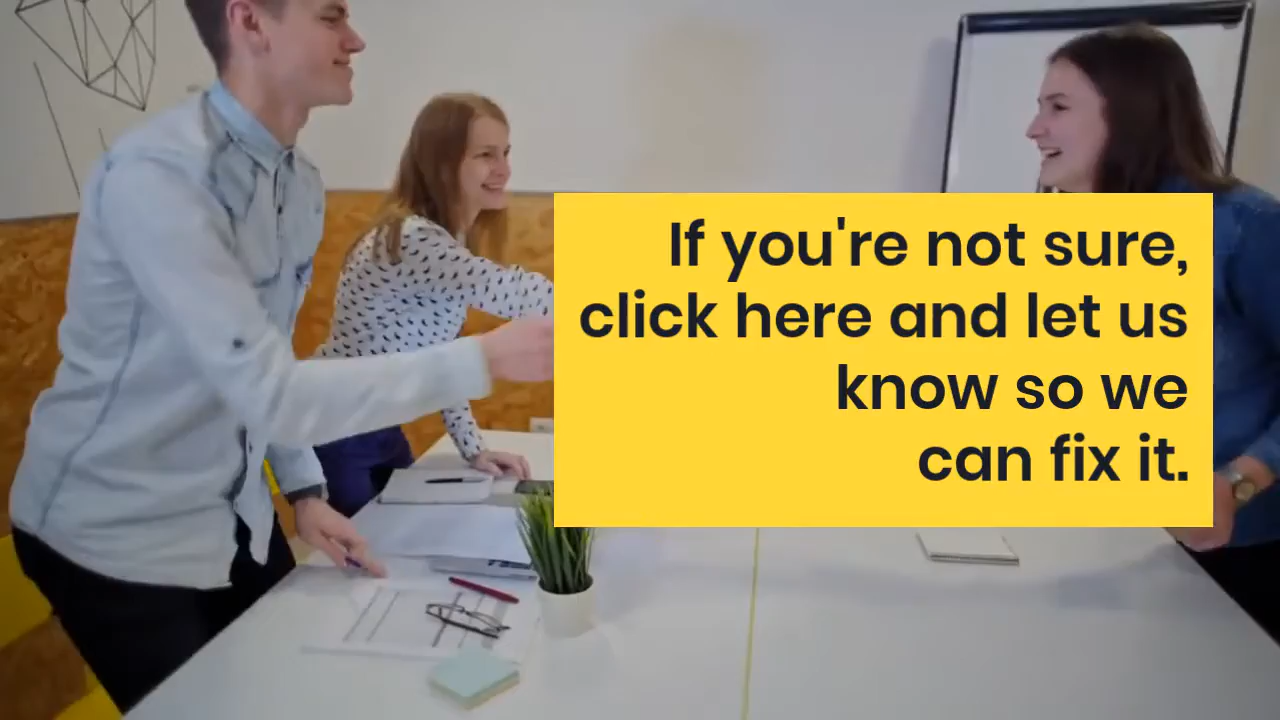 If you're not sure,
click here and let us
know so we
can fix it.